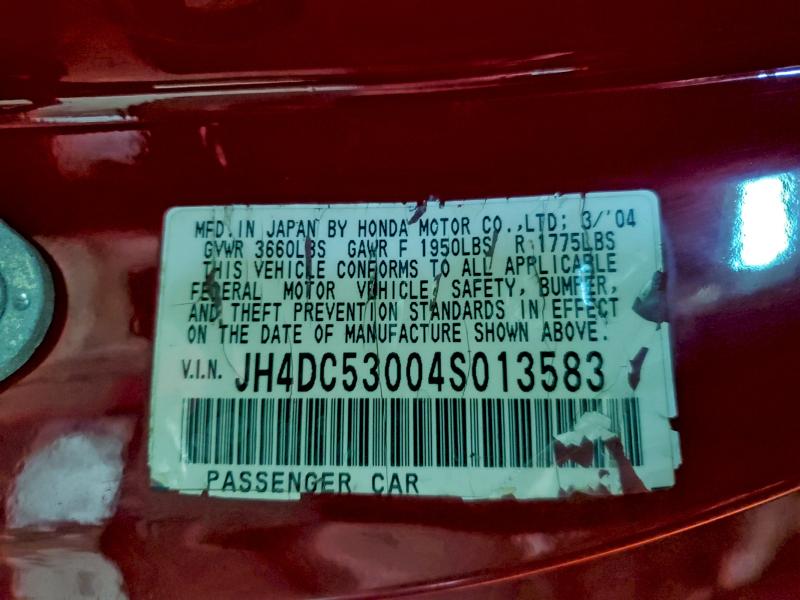 MFD. IN JAPAN BY HONDA MOTOR CO., LTD; 3/'04
GVWR 3660LBS GAWR F 1950LBS R 1775LBS
THIS VEHICLE CONFORMS TO ALL APPLICABLE
FEDERAL MOTOR VEHICLE SAFETY, BUMPER,
AND THEFT PREVENTION STANDARDS IN EFFECT
ON THE DATE OF MANUFACTURE SHOWN ABOVE.
V.I.N. JH4DC53004S013583
PASSENGER CAR